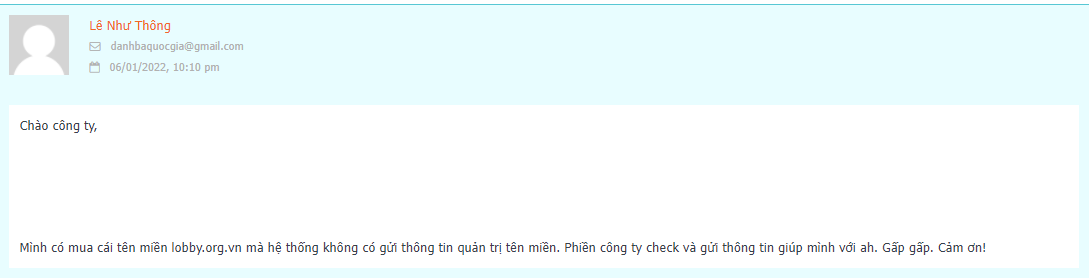 Lê Như Thông
danhbaquocgia@gmail.com
06/01/2022, 10:10 pm
Chào công ty,
Mình có mua cái tên miền lobby.org.vn mà hệ thống không có gửi thông tin quản trị tên miền. Phiền công ty check và gửi thông tin giúp mình với ah. Gấp gấp. Cảm ơn!